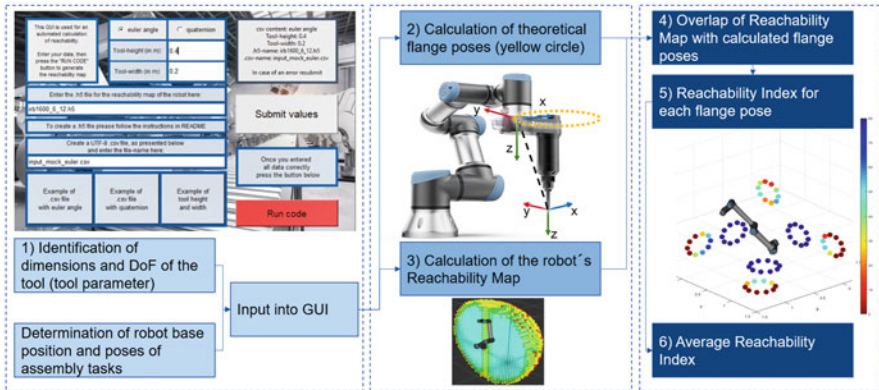 This GUI is used for an
automated calculation
of reachability.
Enter your data, then
press the "RUN CODE"
button to generate
the reachability map
euler angle
quaternion
Tool-height (in m)
0.4
Tool-width (in m)
0.2
csv content: euler angle
Tool-height: 0.4
Tool-width: 0.2
.h5-name: irb1600_6_12.h5
.csv-name: input_mock_euler.csv
In case of an error resubmit
Enter the .h5 file for the reachability map of the robot here:
irb1600_6_12.h5
Submit values
To create a .h5 file please follow the instructions in README
Create a UTF-8 .csv file, as presented below
and enter the file-name here:
input_mock_euler.csv
Once you entered
all data correctly
press the button below
Example of
.csv file
with euler angle
Example of
.csv file
with quaternion
Example of
tool height
and width
Run code
1) Identification of
dimensions and DoF of the
tool (tool parameter)
Determination of robot base
position and poses of
assembly tasks
Input into GUI
2) Calculation of theoretical
flange poses (yellow circle)
x
y
z
y
x
z
3) Calculation of the robot´s
Reachability Map
4) Overlap of Reachability
Map with calculated flange
poses
5) Reachability Index for
each flange pose
6) Average Reachability
Index